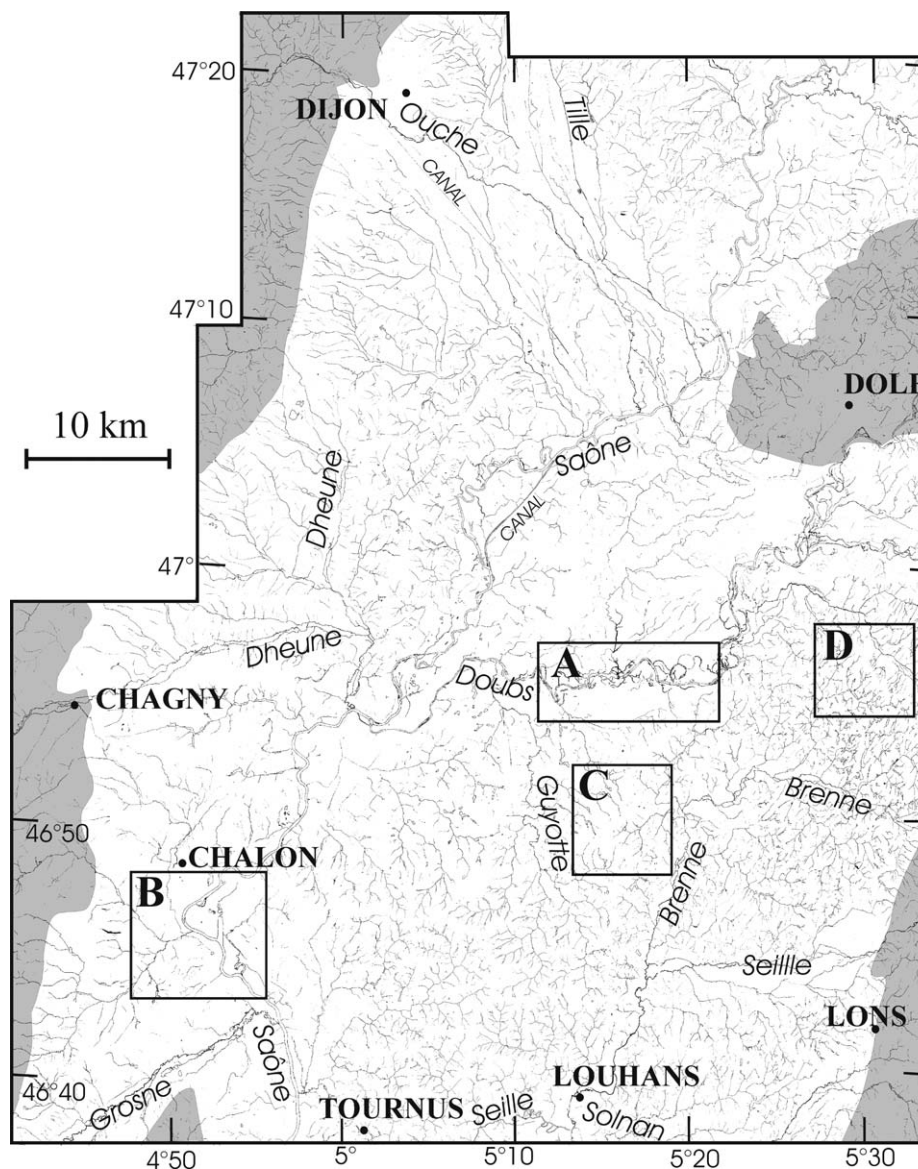 47°20
DIJON
Ouche
Tille
CANAL
47°10
DOLE
10 km
Saône
Dheune
CANAL
47°
Dheune
A
D
Doubs
CHAGNY
C
Guyotte
Brenne
46°50
CHALON
B
Brenne
Seillle
LONS
Saône
46°40
LOUHANS
Grosne
TOURNUS
Seille
Solnan
4°50
5°
5°10
5°20
5°30